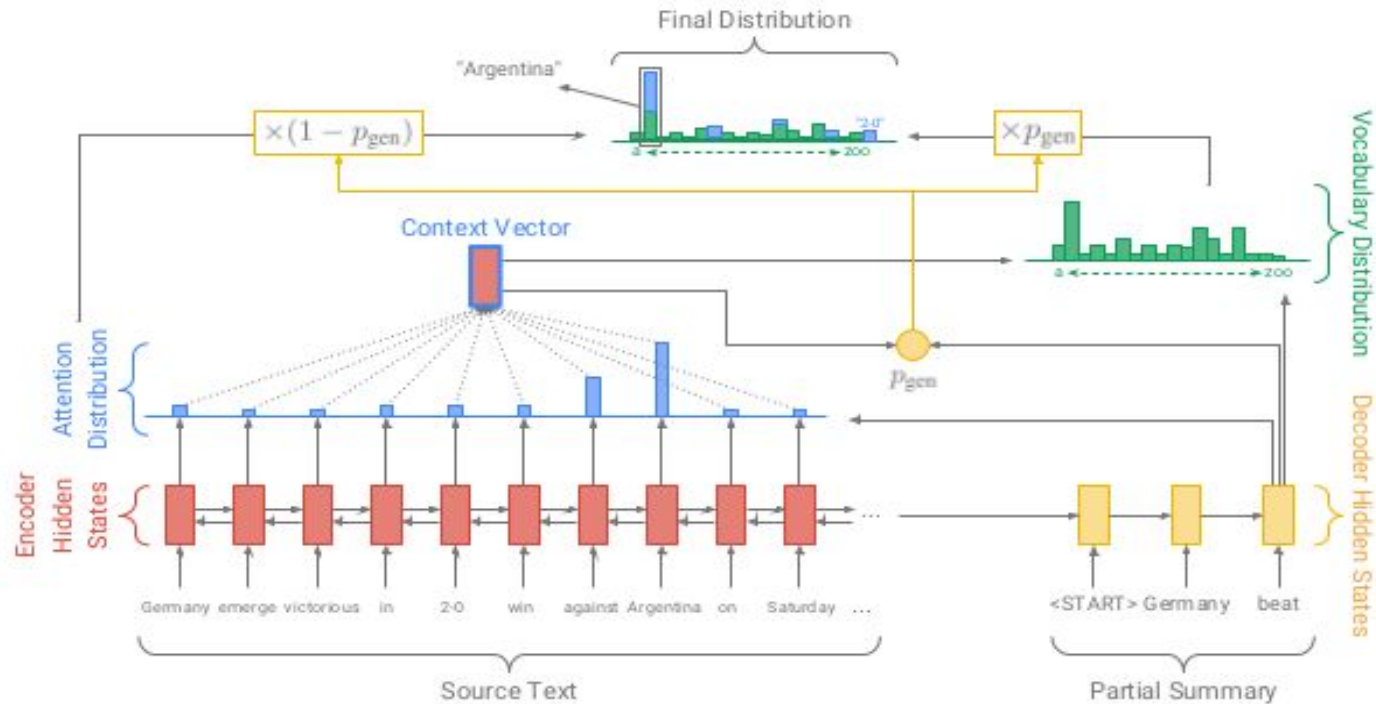 Final Distribution
"Argentina"
×(1 − p_gen)
"2-0"
×p_gen
a
zoo
Context Vector
a
zoo
Vocabulary Distribution
Attention
Distribution
p_gen
Encoder
Hidden
States
...
Decoder Hidden States
Germany emerge victorious in 2-0 win against Argentina on Saturday ...
<START> Germany beat
Source Text
Partial Summary